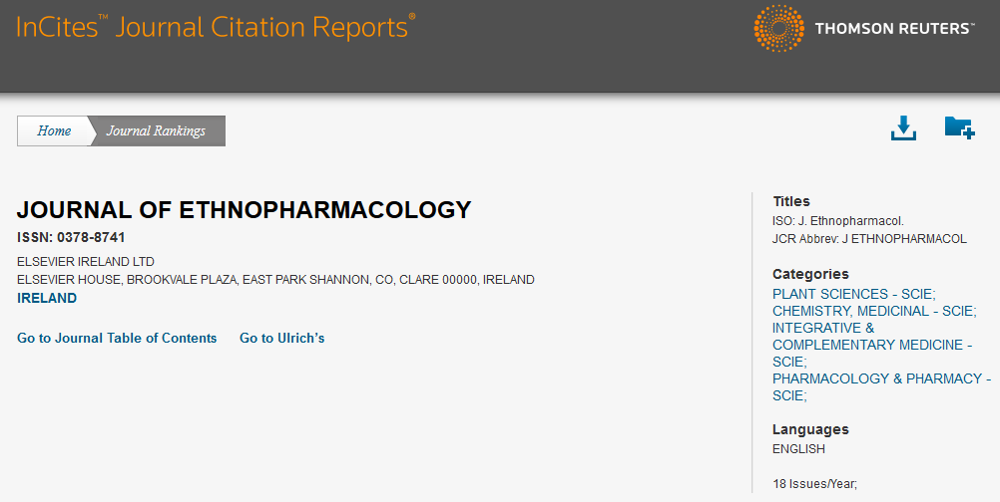 InCites™ Journal Citation Reports®
THOMSON REUTERS™
Home
Journal Rankings
JOURNAL OF ETHNOPHARMACOLOGY
ISSN: 0378-8741
ELSEVIER IRELAND LTD
ELSEVIER HOUSE, BROOKVALE PLAZA, EAST PARK SHANNON, CO, CLARE 00000, IRELAND
IRELAND
Go to Journal Table of Contents
Go to Ulrich's
Titles
ISO: J. Ethnopharmacol.
JCR Abbrev: J ETHNOPHARMACOL
Categories
PLANT SCIENCES - SCIE;
CHEMISTRY, MEDICINAL - SCIE;
INTEGRATIVE &
COMPLEMENTARY MEDICINE -
SCIE;
PHARMACOLOGY & PHARMACY -
SCIE;
Languages
ENGLISH
18 Issues/Year;